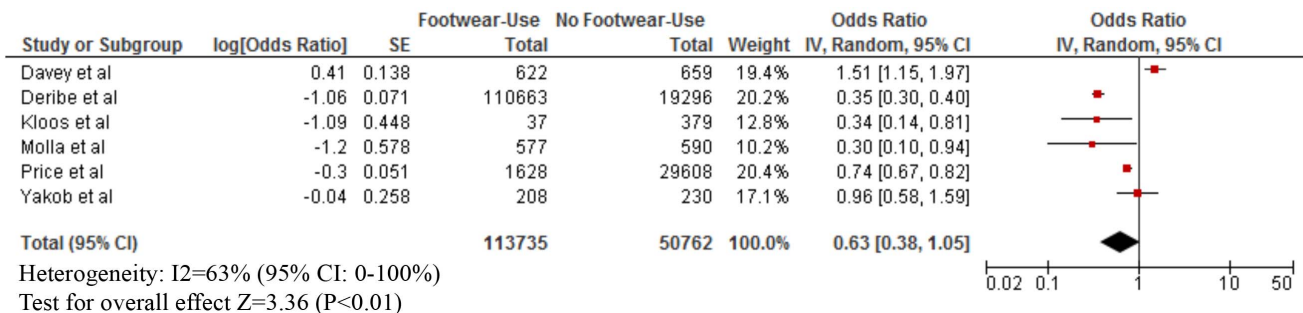 Footwear-Use No Footwear-Use Odds Ratio Odds Ratio
Study or Subgroup log[Odds Ratio] SE Total Total Weight IV, Random, 95% CI IV, Random, 95% CI
Davey et al 0.41 0.138 622 659 19.4% 1.51 [1.15, 1.97]
Deribe et al -1.06 0.071 110663 19296 20.2% 0.35 [0.30, 0.40]
Kloos et al -1.09 0.448 37 379 12.8% 0.34 [0.14, 0.81]
Molla et al -1.2 0.578 577 590 10.2% 0.30 [0.10, 0.94]
Price et al -0.3 0.051 1628 29608 20.4% 0.74 [0.67, 0.82]
Yakob et al -0.04 0.258 208 230 17.1% 0.96 [0.58, 1.59]
Total (95% CI) 113735 50762 100.0% 0.63 [0.38, 1.05]
Heterogeneity: I2=63% (95% CI: 0-100%)
0.02 0.1 1 10 50
Test for overall effect Z=3.36 (P<0.01)